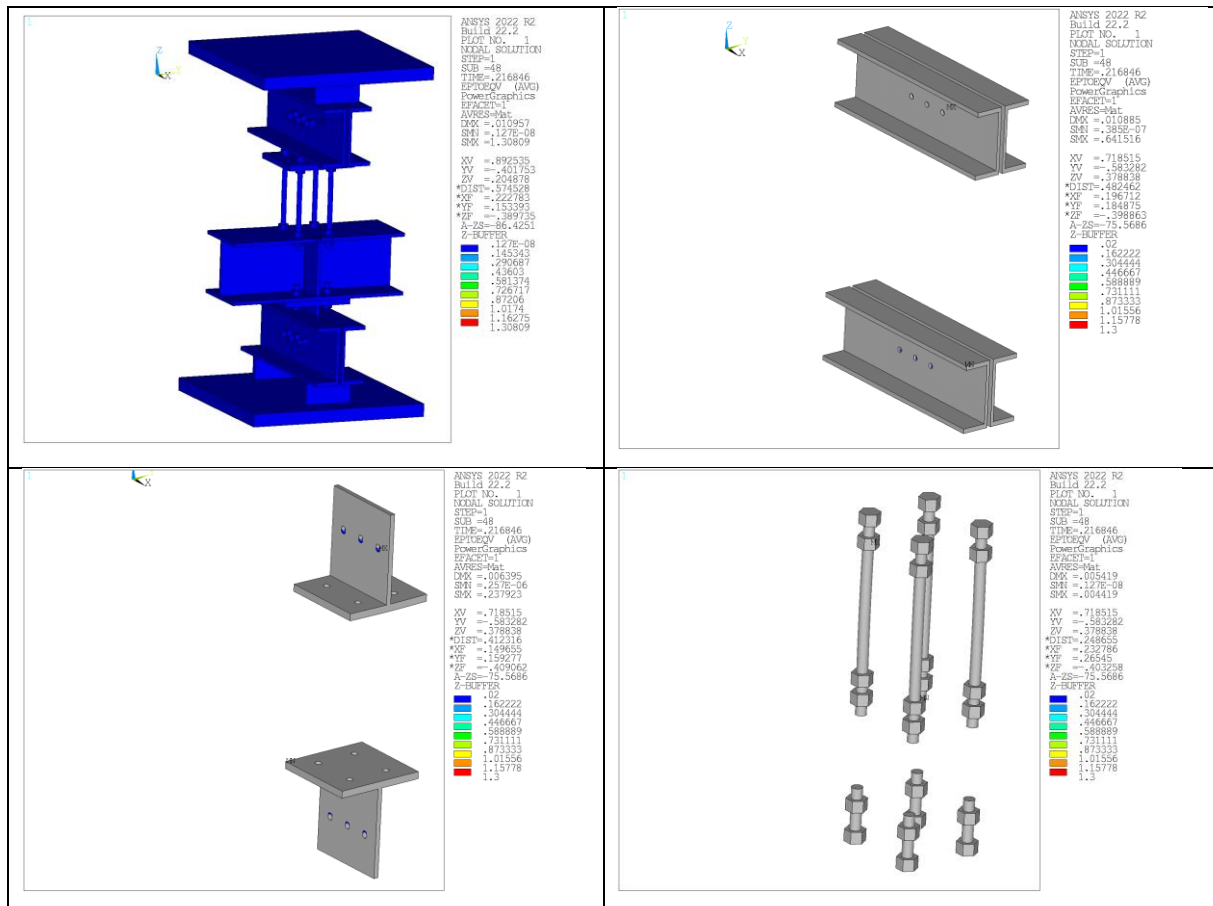 1
ANSYS 2022 R2
Build 22.2
PLOT NO. 1
NODAL SOLUTION
STEP=1
SUB =48
TIME=.216846
EPTOEQV (AVG)
PowerGraphics
EFACET=1
AVRES=Mat
DMX =.010957
SMN =.127E-08
SMX =1.30809
XV =.892535
YV =-.401753
ZV =.204878
*DIST=.574528
*XF =.222783
*YF =.153393
*ZF =-.389735
A-ZS=-86.4251
Z-BUFFER
.127E-08
.145343
.290687
.43603
.581374
.726717
.87206
1.0174
1.16275
1.30809
Z
Y
X
1
ANSYS 2022 R2
Build 22.2
PLOT NO. 1
NODAL SOLUTION
STEP=1
SUB =48
TIME=.216846
EPTOEQV (AVG)
PowerGraphics
EFACET=1
AVRES=Mat
DMX =.010885
SMN =.385E-07
SMX =.641516
XV =.718515
YV =-.583282
ZV =.378838
*DIST=.482462
*XF =.196712
*YF =.184875
*ZF =-.398863
A-ZS=-75.5686
Z-BUFFER
.02
.162222
.304444
.446667
.588889
.731111
.873333
1.01556
1.15778
1.3
Z
Y
X
MX
MN
1
ANSYS 2022 R2
Build 22.2
PLOT NO. 1
NODAL SOLUTION
STEP=1
SUB =48
TIME=.216846
EPTOEQV (AVG)
PowerGraphics
EFACET=1
AVRES=Mat
DMX =.006395
SMN =.257E-06
SMX =.237923
XV =.718515
YV =-.583282
ZV =.378838
*DIST=.412316
*XF =.149655
*YF =.159277
*ZF =-.409062
A-ZS=-75.5686
Z-BUFFER
.02
.162222
.304444
.446667
.588889
.731111
.873333
1.01556
1.15778
1.3
X
MX
MN
1
ANSYS 2022 R2
Build 22.2
PLOT NO. 1
NODAL SOLUTION
STEP=1
SUB =48
TIME=.216846
EPTOEQV (AVG)
PowerGraphics
EFACET=1
AVRES=Mat
DMX =.005419
SMN =.127E-08
SMX =.004419
XV =.718515
YV =-.583282
ZV =.378838
*DIST=.248655
*XF =.232786
*YF =.26545
*ZF =-.403258
A-ZS=-75.5686
Z-BUFFER
.02
.162222
.304444
.446667
.588889
.731111
.873333
1.01556
1.15778
1.3